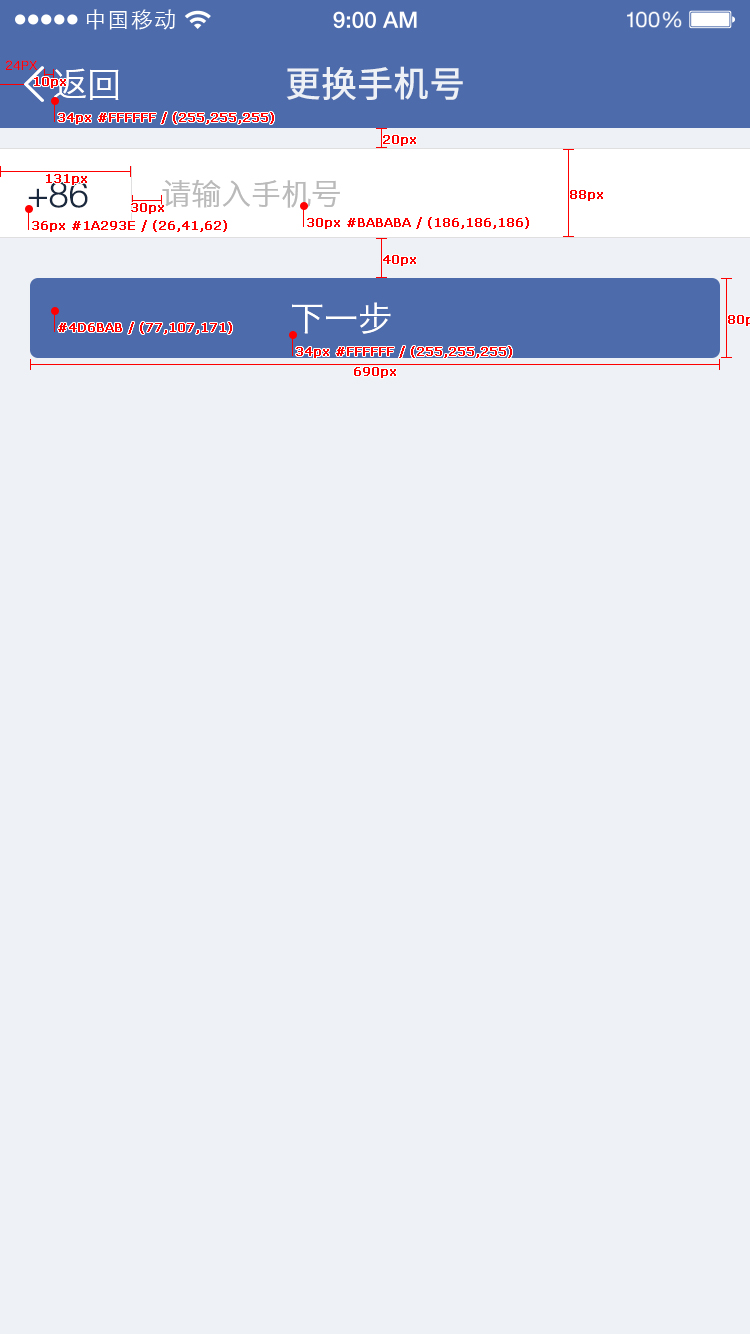 中国移动 9:00 AM 100%
24PX
10px
返回 更换手机号
34px #FFFFFF / (255,255,255)
20px
131px
+86 请输入手机号 88px
30px
36px #1A293E / (26,41,62) 30px #BABABA / (186,186,186)
40px
下一步 80p
#4D6BAB / (77,107,171)
34px #FFFFFF / (255,255,255)
690px